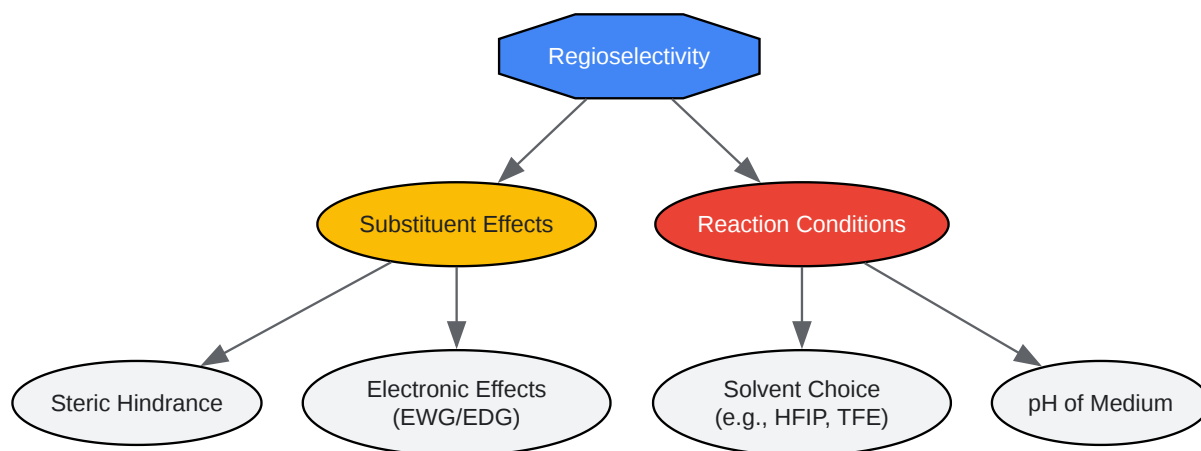 Regioselectivity
Substituent Effects
Reaction Conditions
Steric Hindrance
Electronic Effects
(EWG/EDG)
Solvent Choice
(e.g., HFIP, TFE)
pH of Medium